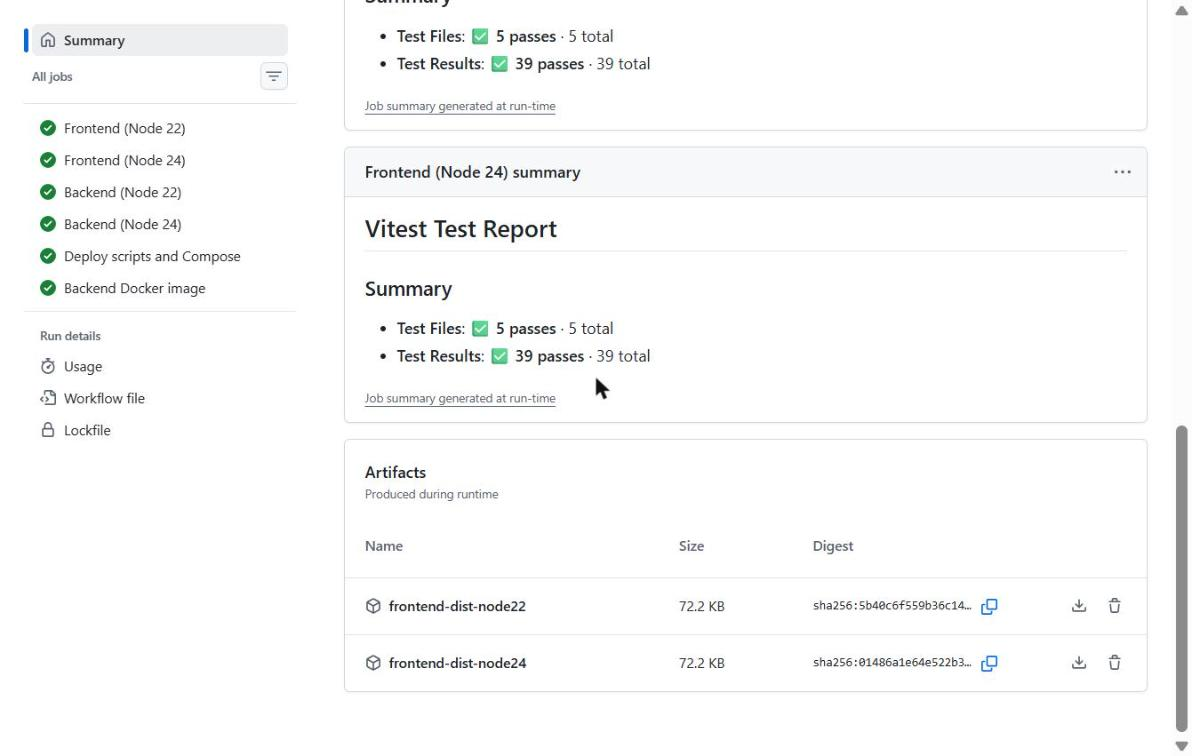 Summary
All jobs
Frontend (Node 22)
Frontend (Node 24)
Backend (Node 22)
Backend (Node 24)
Deploy scripts and Compose
Backend Docker image
Run details
Usage
Workflow file
Lockfile
Summary
Test Files: ✅ 5 passes · 5 total
Test Results: ✅ 39 passes · 39 total
Job summary generated at run-time
Frontend (Node 24) summary
Vitest Test Report
Summary
Test Files: ✅ 5 passes · 5 total
Test Results: ✅ 39 passes · 39 total
Job summary generated at run-time
Artifacts
Produced during runtime
Name Size Digest
frontend-dist-node22 72.2 KB sha256:5b40c6f559b36c14…
frontend-dist-node24 72.2 KB sha256:01486a1e64e522b3…